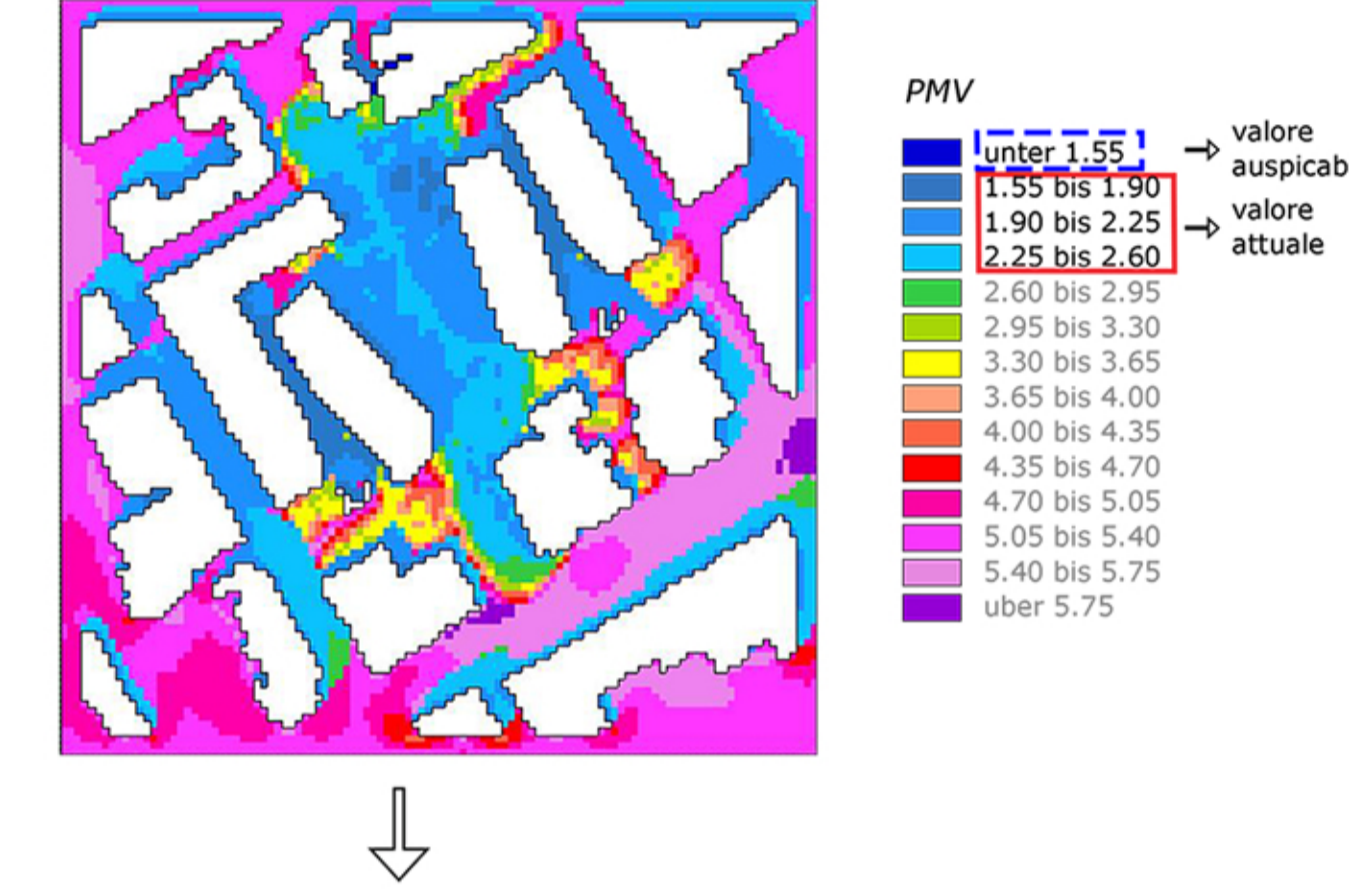 PMV
unter 1.55
1.55 bis 1.90
1.90 bis 2.25
2.25 bis 2.60
2.60 bis 2.95
2.95 bis 3.30
3.30 bis 3.65
3.65 bis 4.00
4.00 bis 4.35
4.35 bis 4.70
4.70 bis 5.05
5.05 bis 5.40
5.40 bis 5.75
uber 5.75
valore
auspicab
valore
attuale